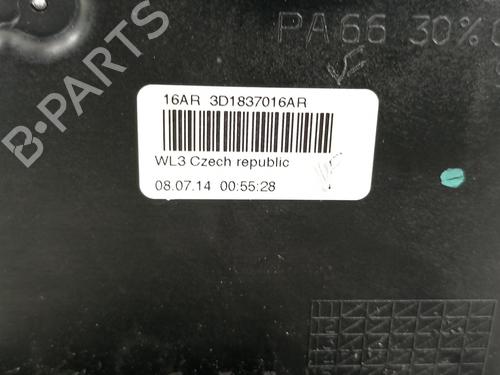 PA66 30%
16AR 3D1837016AR
WL3 Czech republic
08.07.14 00:55:28
B-PARTS